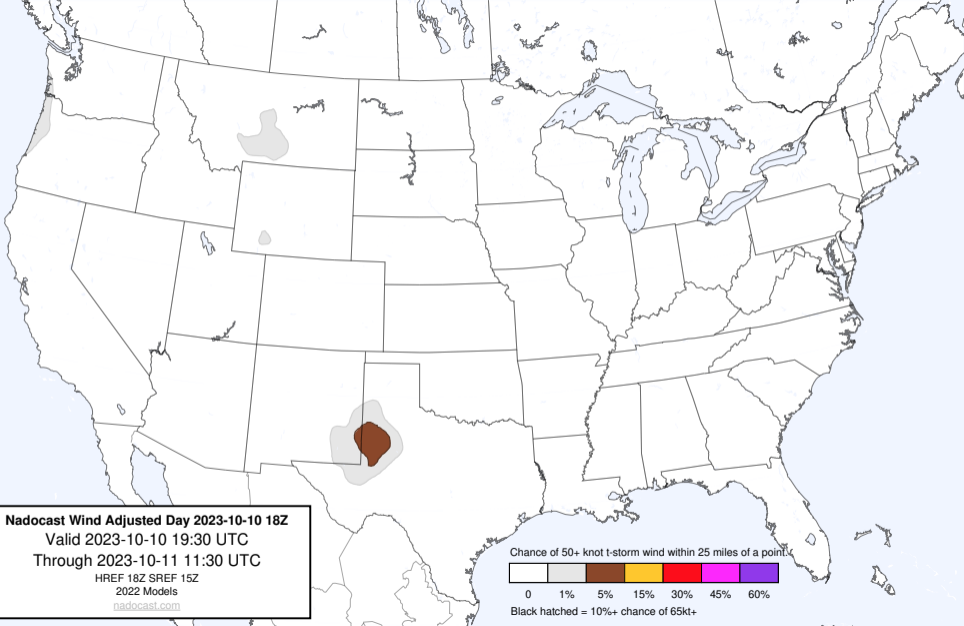 Nadocast Wind Adjusted Day 2023-10-10 18Z
Valid 2023-10-10 19:30 UTC
Through 2023-10-11 11:30 UTC
HREF 18Z SREF 15Z
2022 Models
nadocast.com
Chance of 50+ knot t-storm wind within 25 miles of a point.
0 1% 5% 15% 30% 45% 60%
Black hatched = 10%+ chance of 65kt+